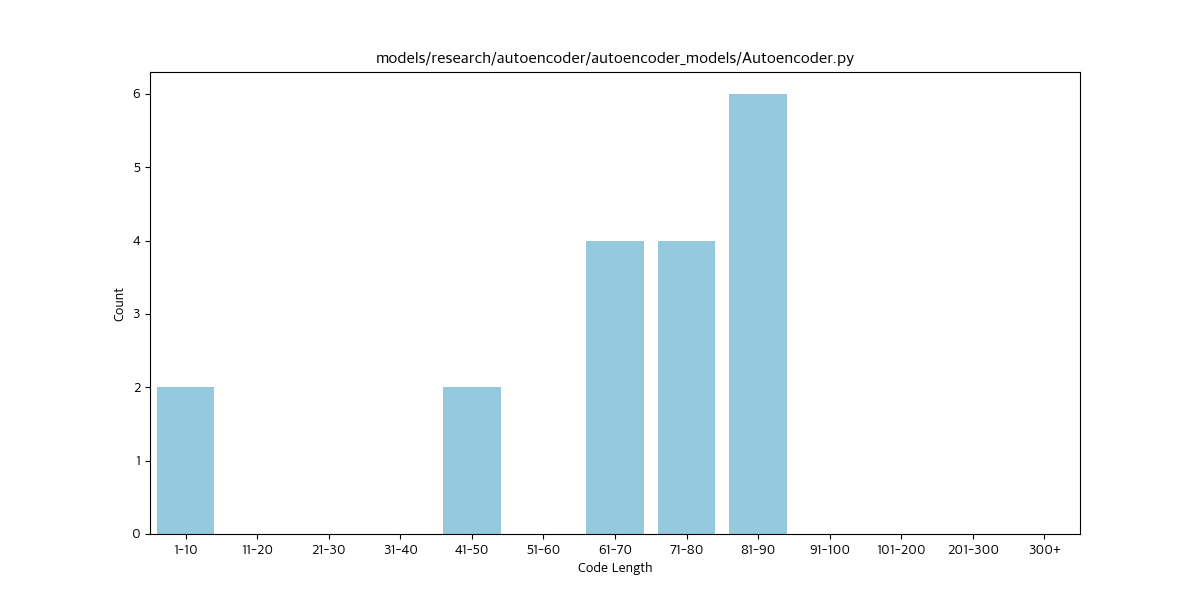 models/research/autoencoder/autoencoder_models/Autoencoder.py
6
5
4
3
2
1
0
Count
1-10 11-20 21-30 31-40 41-50 51-60 61-70 71-80 81-90 91-100 101-200 201-300 300+
Code Length